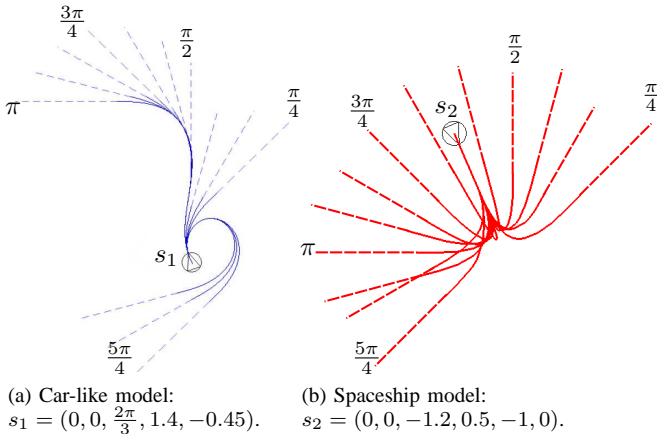 3π/4
π/2
π/4
π
s₁
5π/4
π/2
3π/4
s₂
π/4
π
5π/4
(a) Car-like model:
s₁ = (0, 0, 2π/3, 1.4, −0.45).
(b) Spaceship model:
s₂ = (0, 0, −1.2, 0.5, −1, 0).